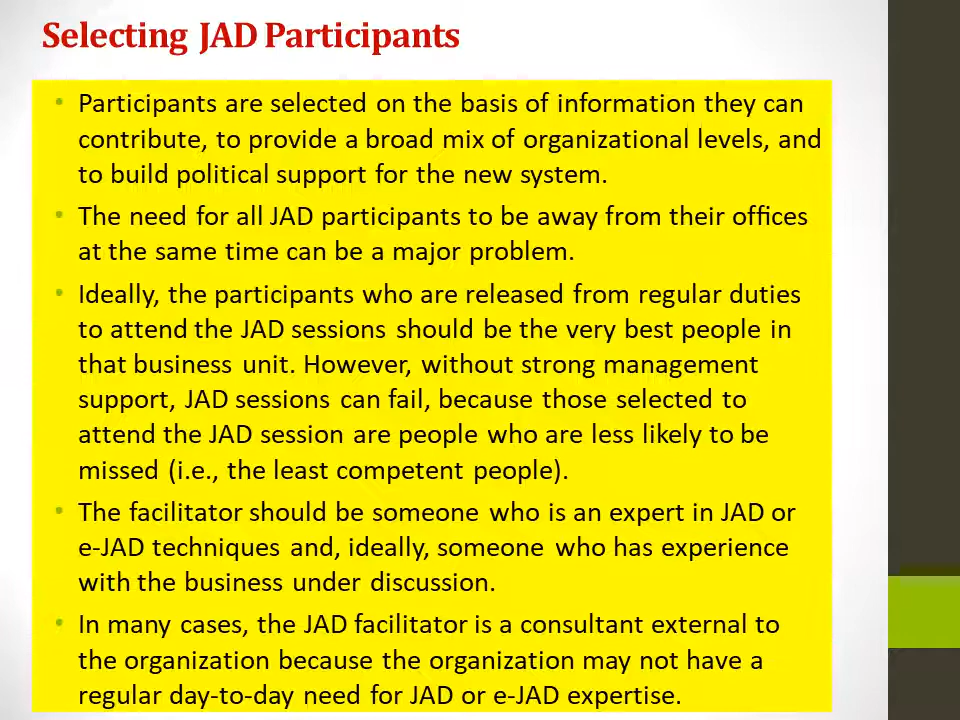 Selecting JAD Participants
• Participants are selected on the basis of information they can
contribute, to provide a broad mix of organizational levels, and
to build political support for the new system.
• The need for all JAD participants to be away from their offices
at the same time can be a major problem.
• Ideally, the participants who are released from regular duties
to attend the JAD sessions should be the very best people in
that business unit. However, without strong management
support, JAD sessions can fail, because those selected to
attend the JAD session are people who are less likely to be
missed (i.e., the least competent people).
• The facilitator should be someone who is an expert in JAD or
e-JAD techniques and, ideally, someone who has experience
with the business under discussion.
• In many cases, the JAD facilitator is a consultant external to
the organization because the organization may not have a
regular day-to-day need for JAD or e-JAD expertise.